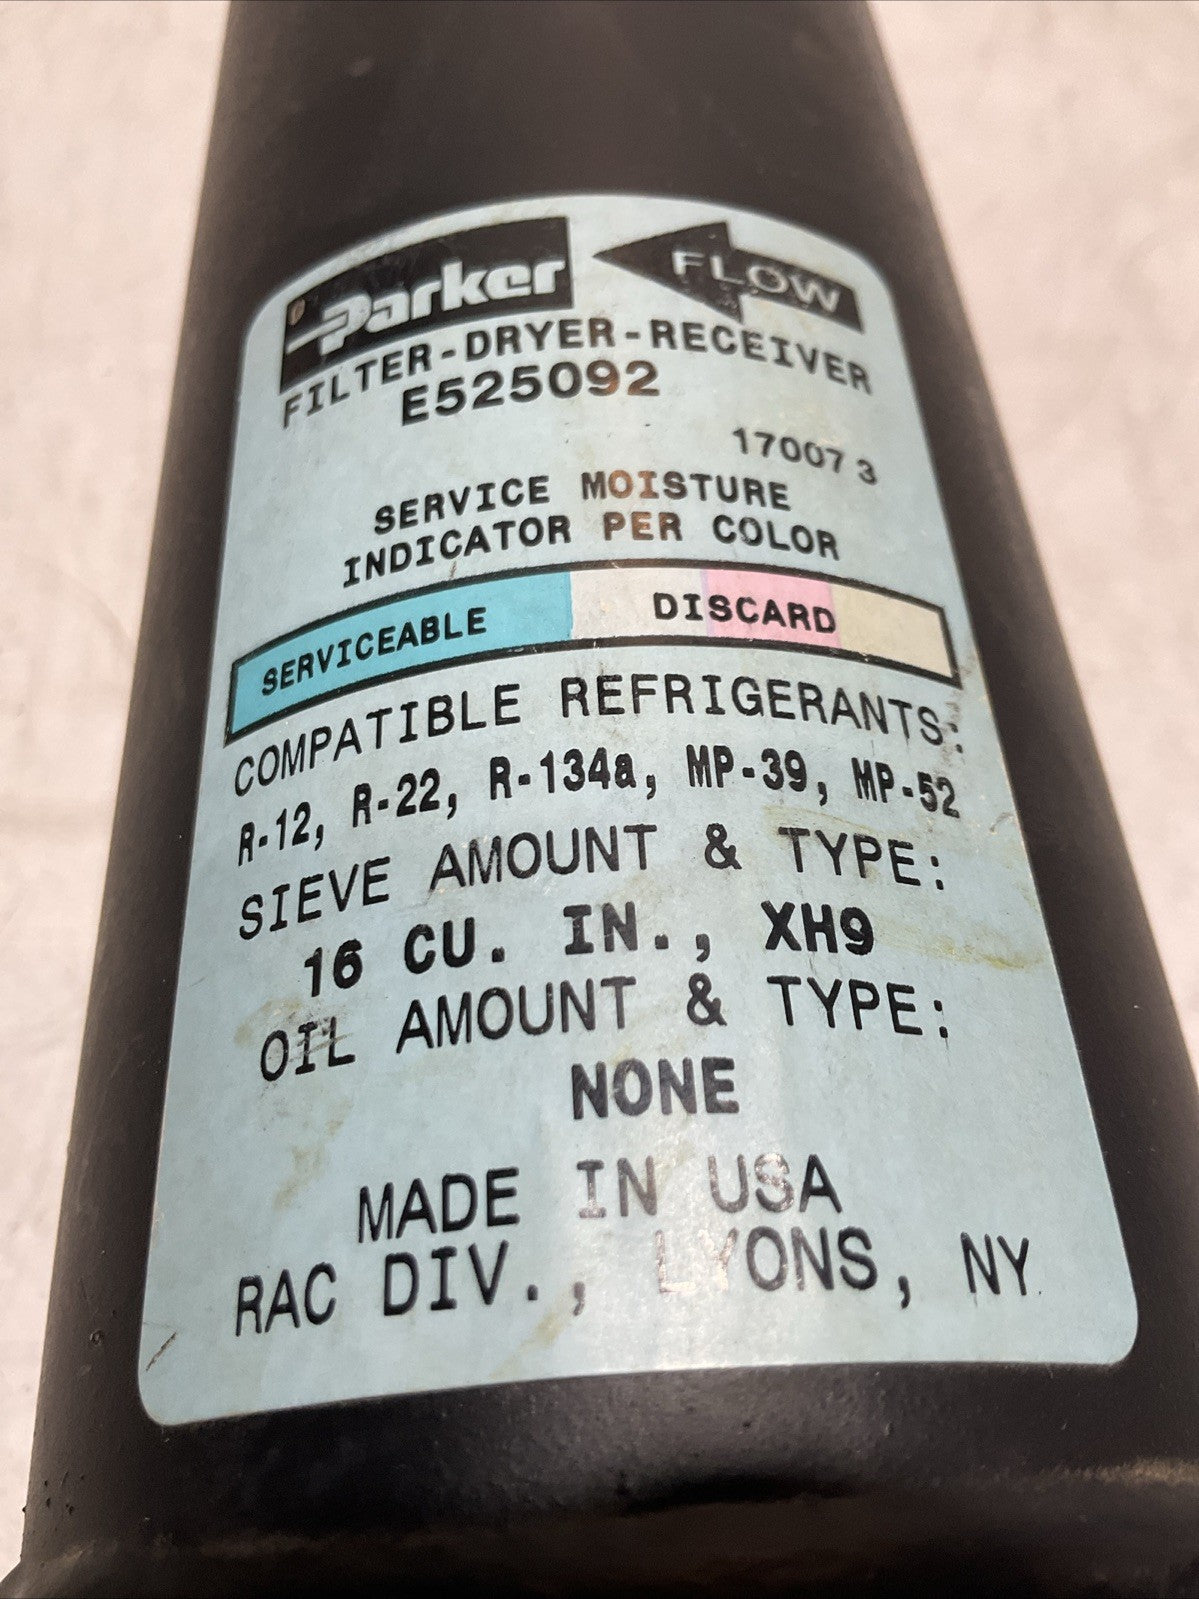 Parker FLOW
FILTER-DRYER-RECEIVER
E525092
170073
SERVICE MOISTURE
INDICATOR PER COLOR
SERVICEABLE DISCARD
COMPATIBLE REFRIGERANTS:
R-12, R-22, R-134a, MP-39, MP-52
SIEVE AMOUNT & TYPE:
16 CU. IN., XH9
OIL AMOUNT & TYPE:
NONE
MADE IN USA
RAC DIV., LYONS, NY